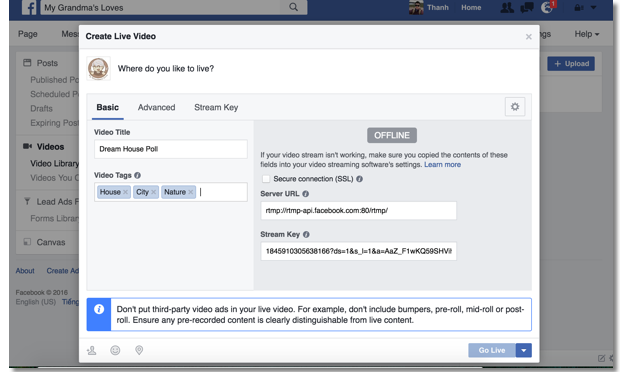 My Grandma's Loves
Thanh
Home
1
Page
Mess
ngs
Help
Create Live Video
Posts
Published Po
Scheduled P
Drafts
Expiring Post
Videos
Video Library
Videos You C
Lead Ads F
Forms Librar
Canvas
About Create Ad
Facebook © 2016
English (US) Tiếng
+ Upload
Where do you like to live?
Basic Advanced Stream Key
Video Title
Dream House Poll
Video Tags
House City Nature
OFFLINE
If your video stream isn't working, make sure you copied the contents of these
fields into your video streaming software's settings. Learn more
Secure connection (SSL)
Server URL
rtmp://rtmp-api.facebook.com:80/rtmp/
Stream Key
1845910305638166?ds=1&s_l=1&a=AaZ_F1wKQ59SHVi
Don't put third-party video ads in your live video. For example, don't include bumpers, pre-roll, mid-roll or post-
roll. Ensure any pre-recorded content is clearly distinguishable from live content.
Go Live